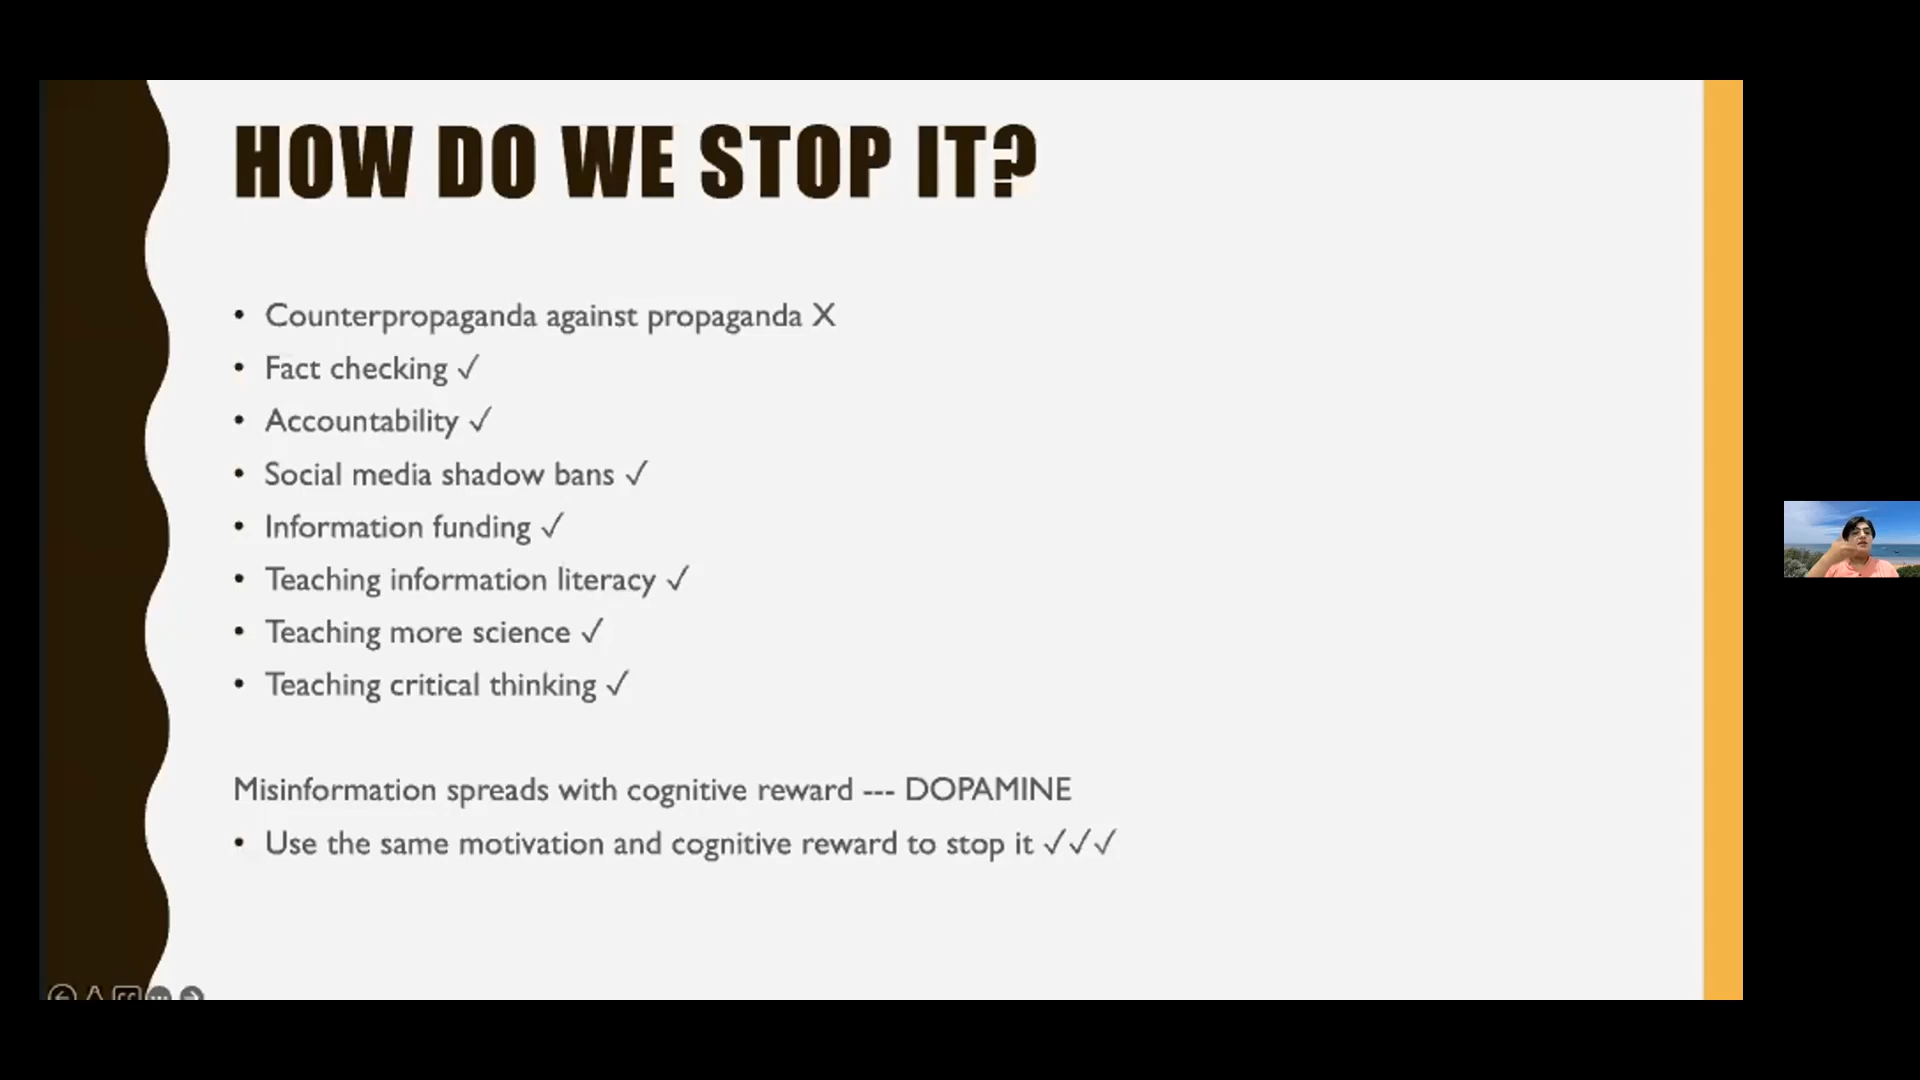 HOW DO WE STOP IT?
• Counterpropaganda against propaganda X
• Fact checking ✓
• Accountability ✓
• Social media shadow bans ✓
• Information funding ✓
• Teaching information literacy ✓
• Teaching more science ✓
• Teaching critical thinking ✓
Misinformation spreads with cognitive reward --- DOPAMINE
• Use the same motivation and cognitive reward to stop it ✓✓✓